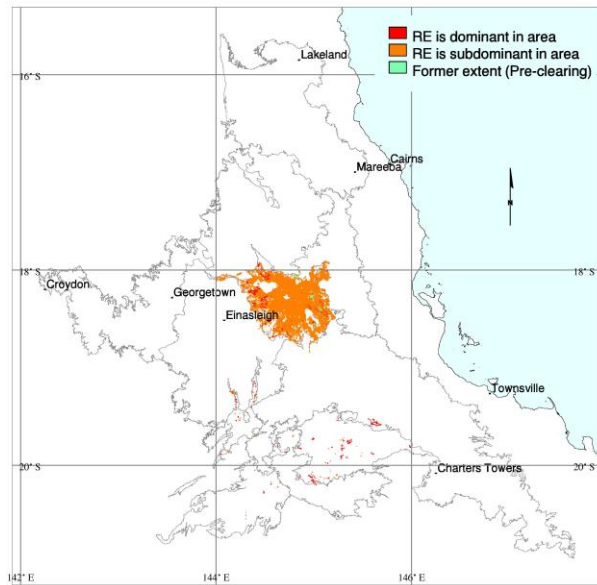 RE is dominant in area
RE is subdominant in area
Former extent (Pre-clearing)
Lakeland
16° S
Cairns
Mareeba
N
18° S
18° S
Croydon
Georgetown
Einasleigh
Townsville
20° S
20° S
Charters Towers
142° E
144° E
146° E